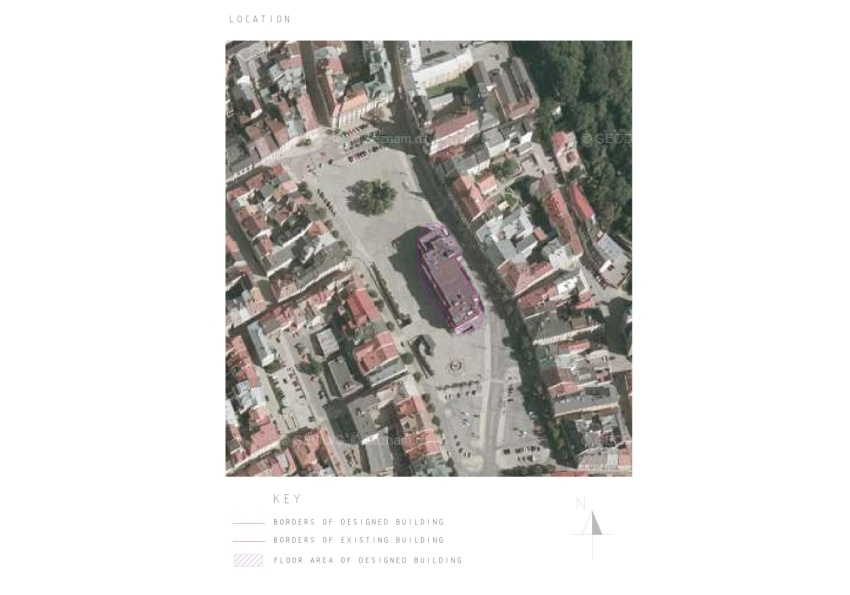 LOCATION
KEY
N
BORDERS OF DESIGNED BUILDING
BORDERS OF EXISTING BUILDING
FLOOR AREA OF DESIGNED BUILDING